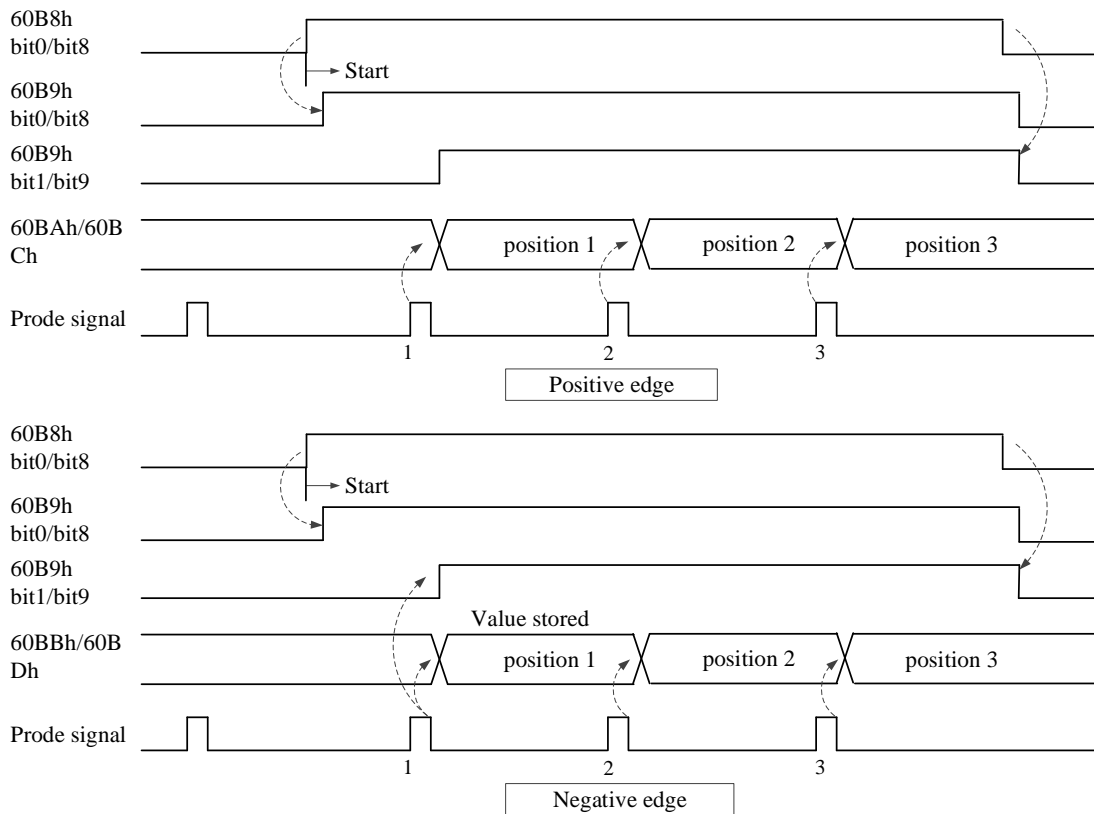 60B8h
bit0/bit8
Start
60B9h
bit0/bit8
60B9h
bit1/bit9
60BAh/60B
Ch
position 1
position 2
position 3
Prode signal
1
2
3
Positive edge
60B8h
bit0/bit8
Start
60B9h
bit0/bit8
60B9h
bit1/bit9
Value stored
60BBh/60B
Dh
position 1
position 2
position 3
Prode signal
1
2
3
Negative edge